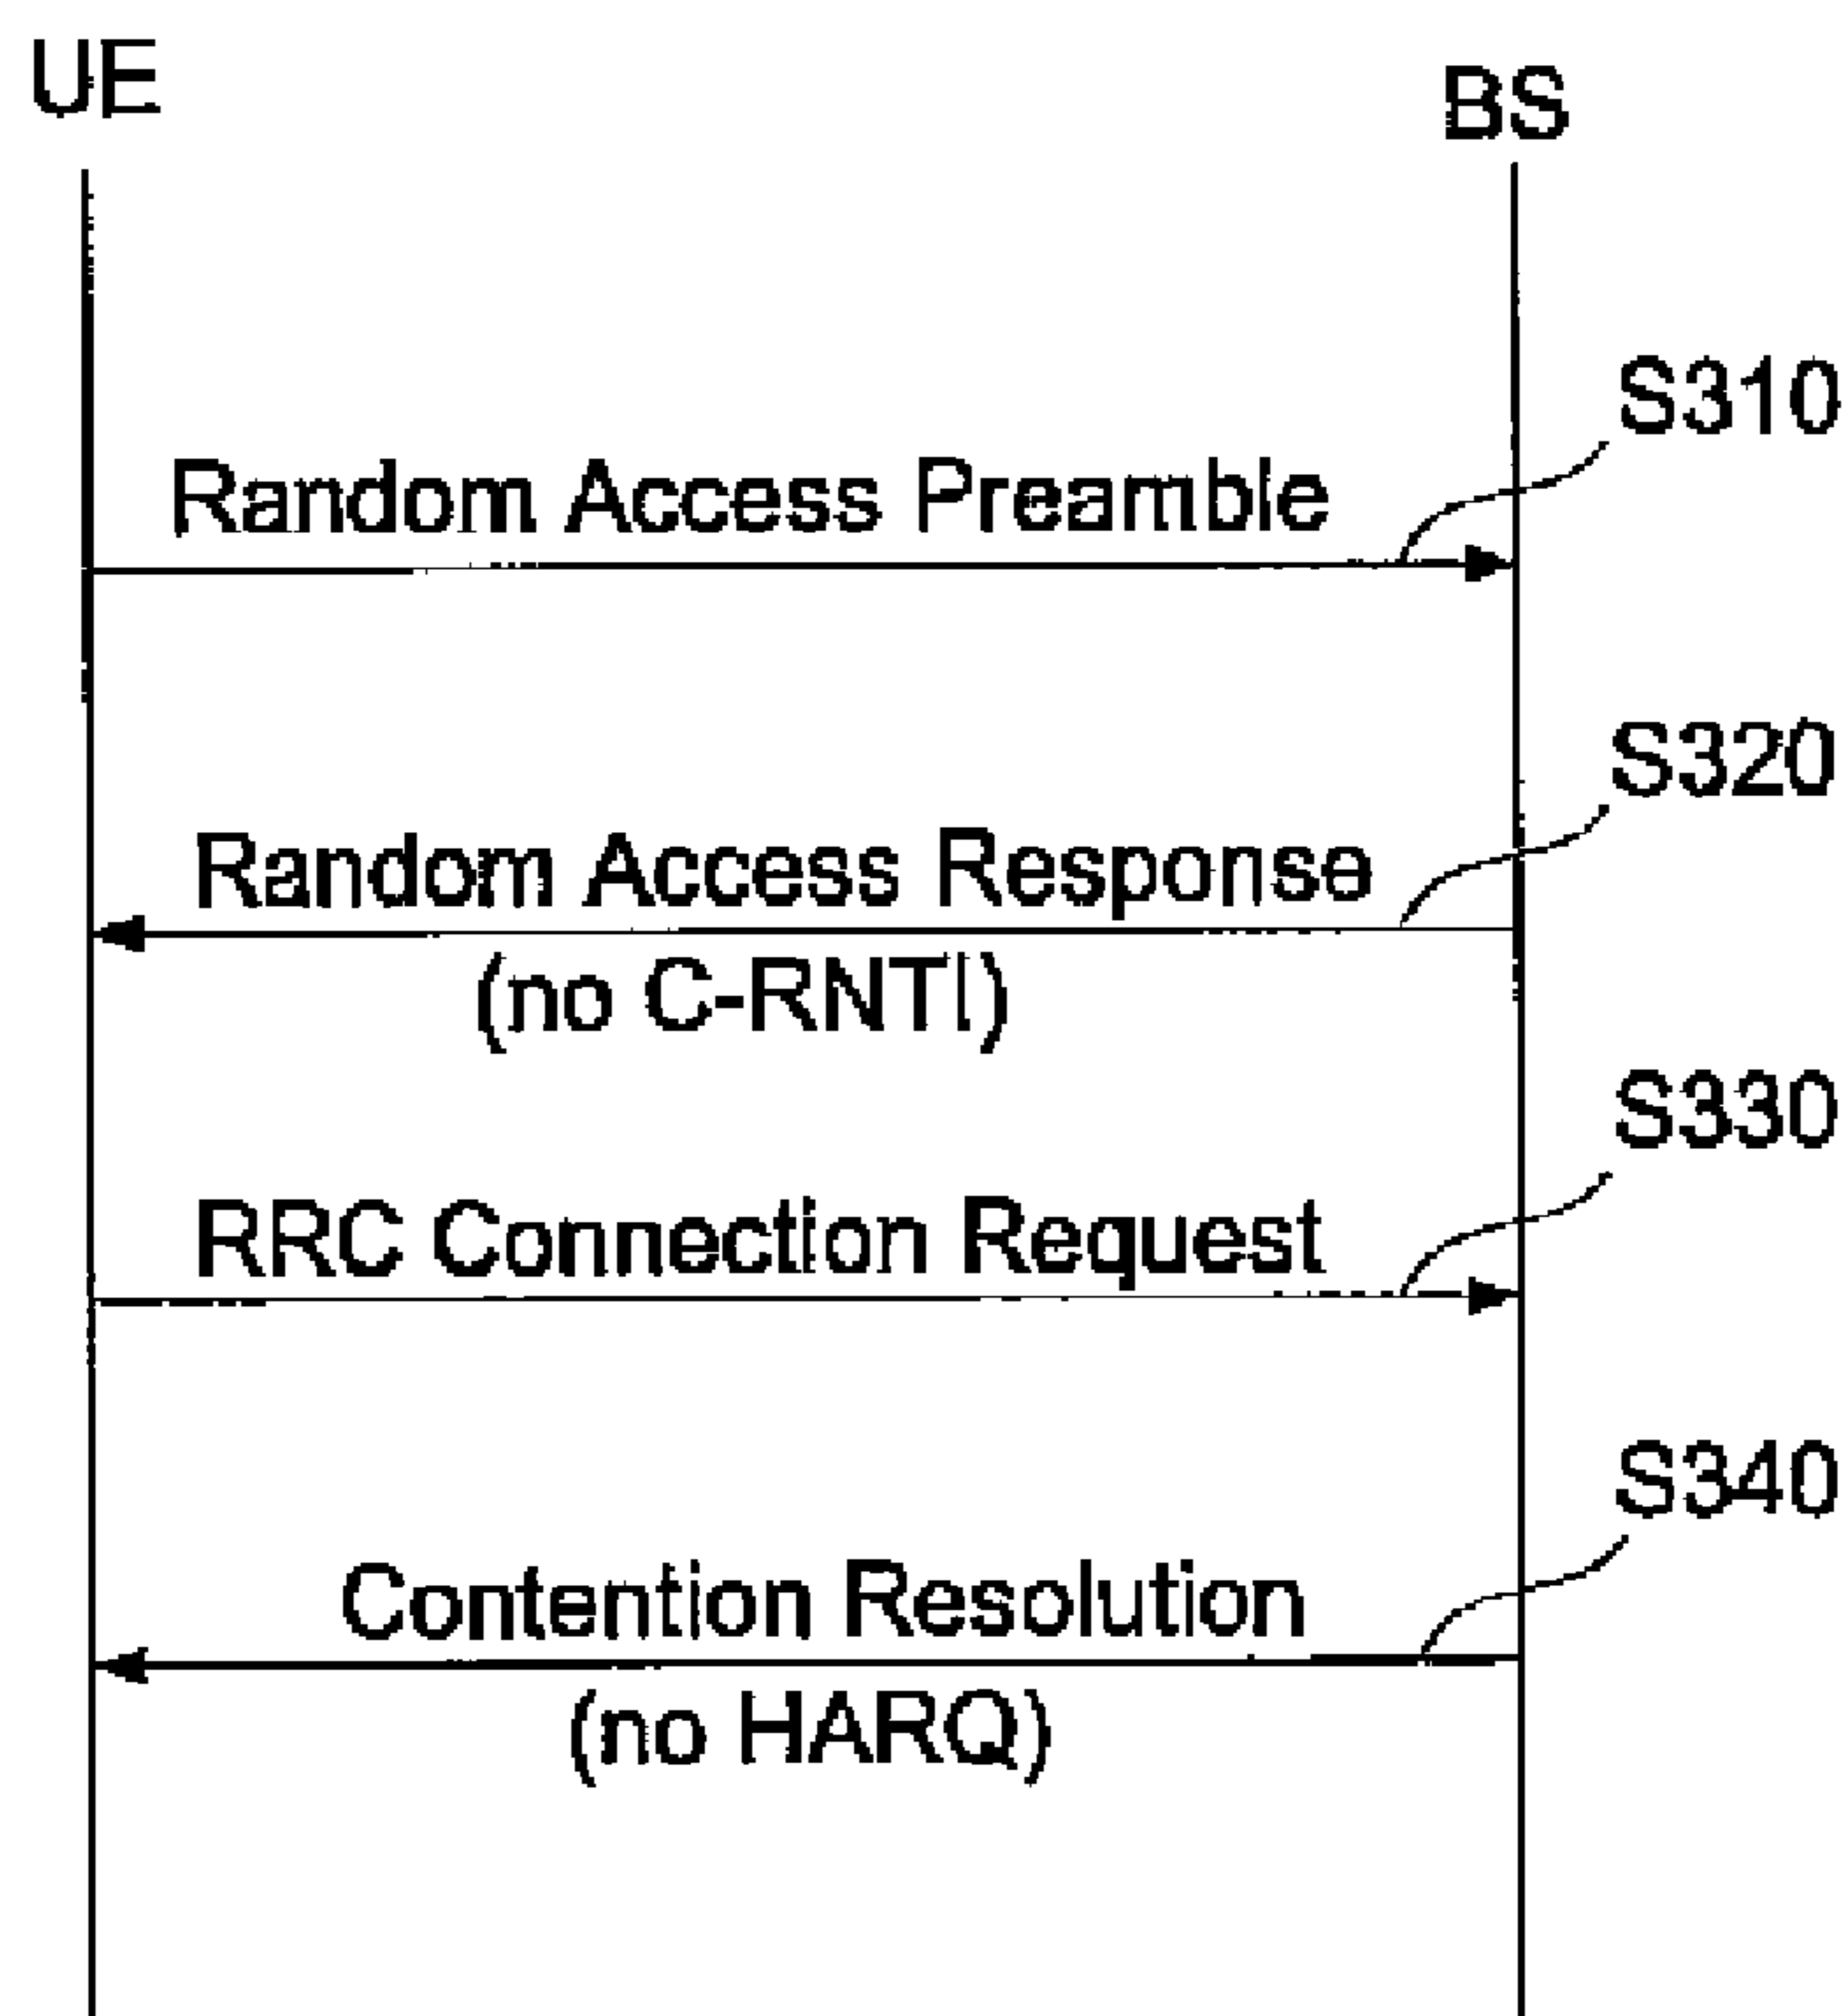 UE
BS
S310
Random Access Preamble
S320
Random Access Response
(no C-RNTI)
S330
RRC Connection Request
S340
Contention Resolution
(no HARQ)